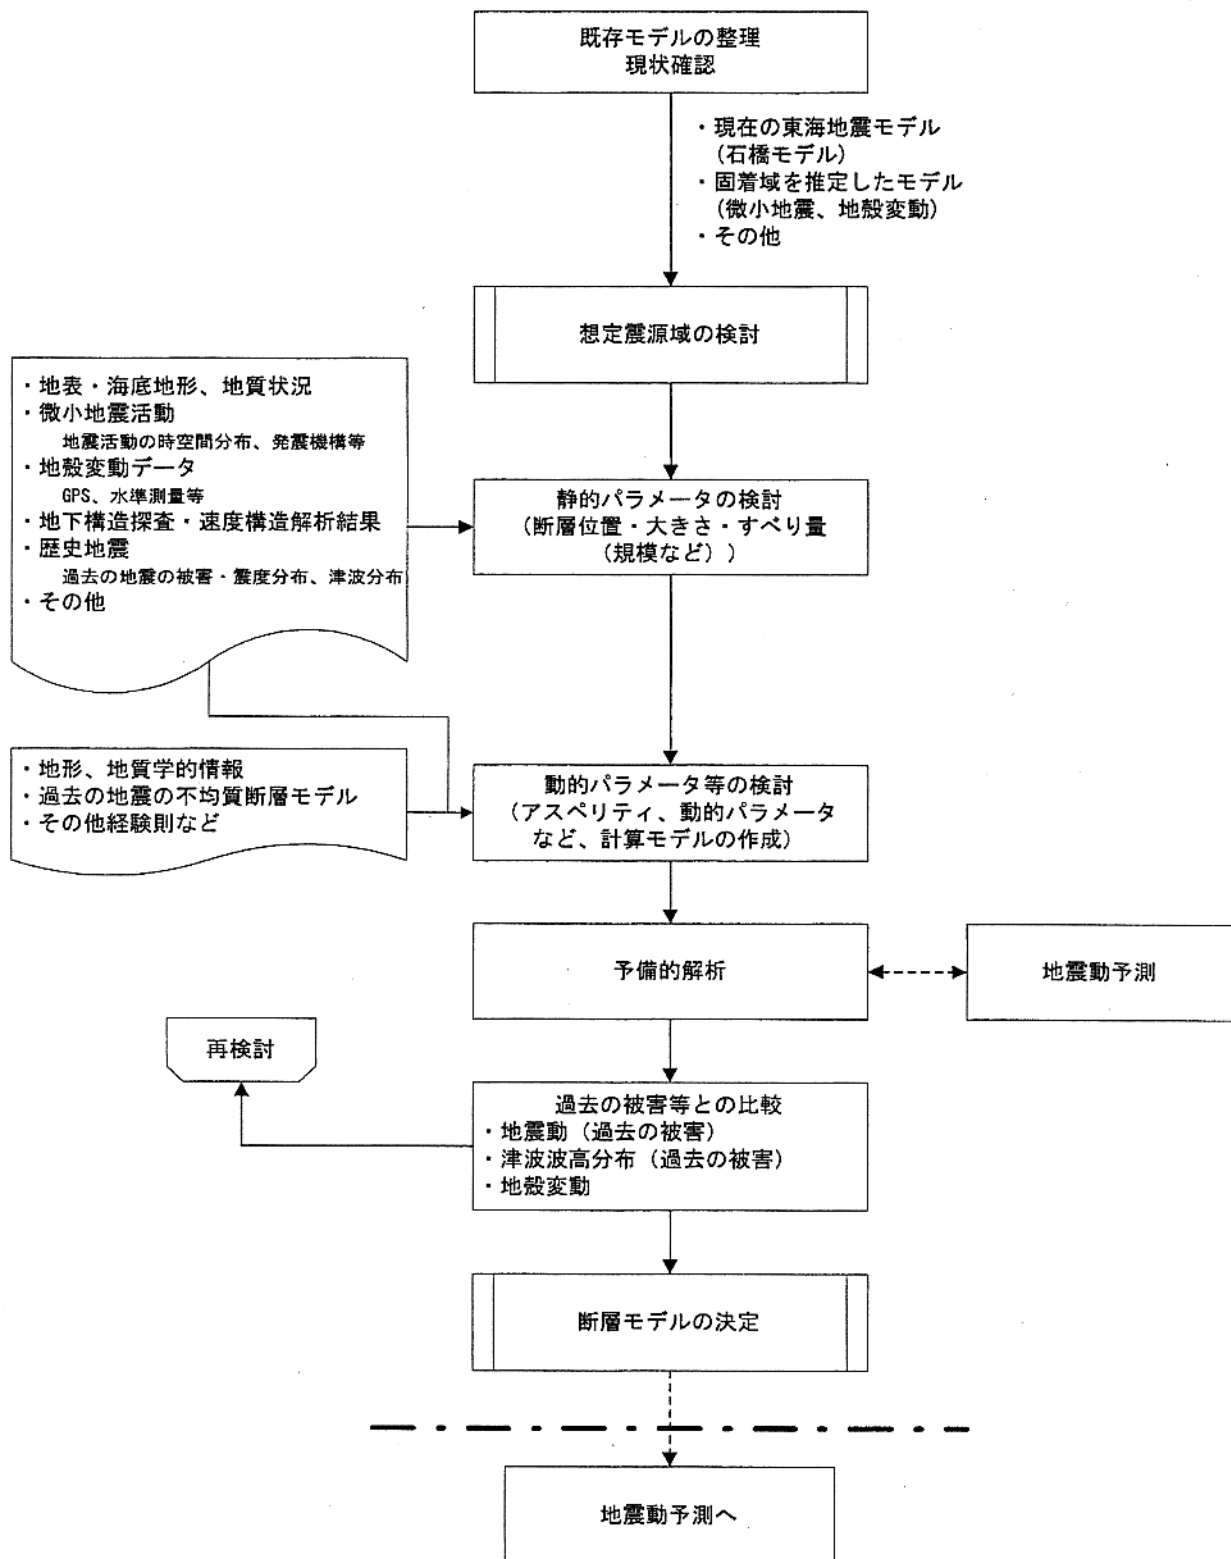 既存モデルの整理
現状確認
・現在の東海地震モデル
(石橋モデル)
・固着域を推定したモデル
(微小地震、地殻変動)
・その他
想定震源域の検討
・地表・海底地形、地質状況
・微小地震活動
地震活動の時空間分布、発震機構等
・地殻変動データ
GPS、水準測量等
・地下構造探査・速度構造解析結果
・歴史地震
過去の地震の被害・震度分布、津波分布
・その他
静的パラメータの検討
(断層位置・大きさ・すべり量
(規模など))
・地形、地質学的情報
・過去の地震の不均質断層モデル
・その他経験則など
動的パラメータ等の検討
(アスペリティ、動的パラメータ
など、計算モデルの作成)
予備的解析
地震動予測
再検討
過去の被害等との比較
・地震動(過去の被害)
・津波波高分布(過去の被害)
・地殻変動
断層モデルの決定
地震動予測へ